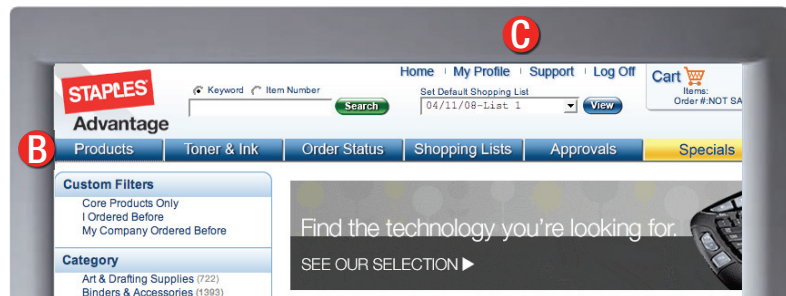 C
Home My Profile Support Log Off
Cart
STAPLES
Advantage
Keyword Item Number
Search
Set Default Shopping List
04/11/08-List 1
View
Items:
Order #:NOT SA
B
Products Toner & Ink Order Status Shopping Lists Approvals Specials
Custom Filters
Core Products Only
I Ordered Before
My Company Ordered Before
Category
Art & Drafting Supplies (722)
Binders & Accessories (1393)
Find the technology you're looking for.
SEE OUR SELECTION